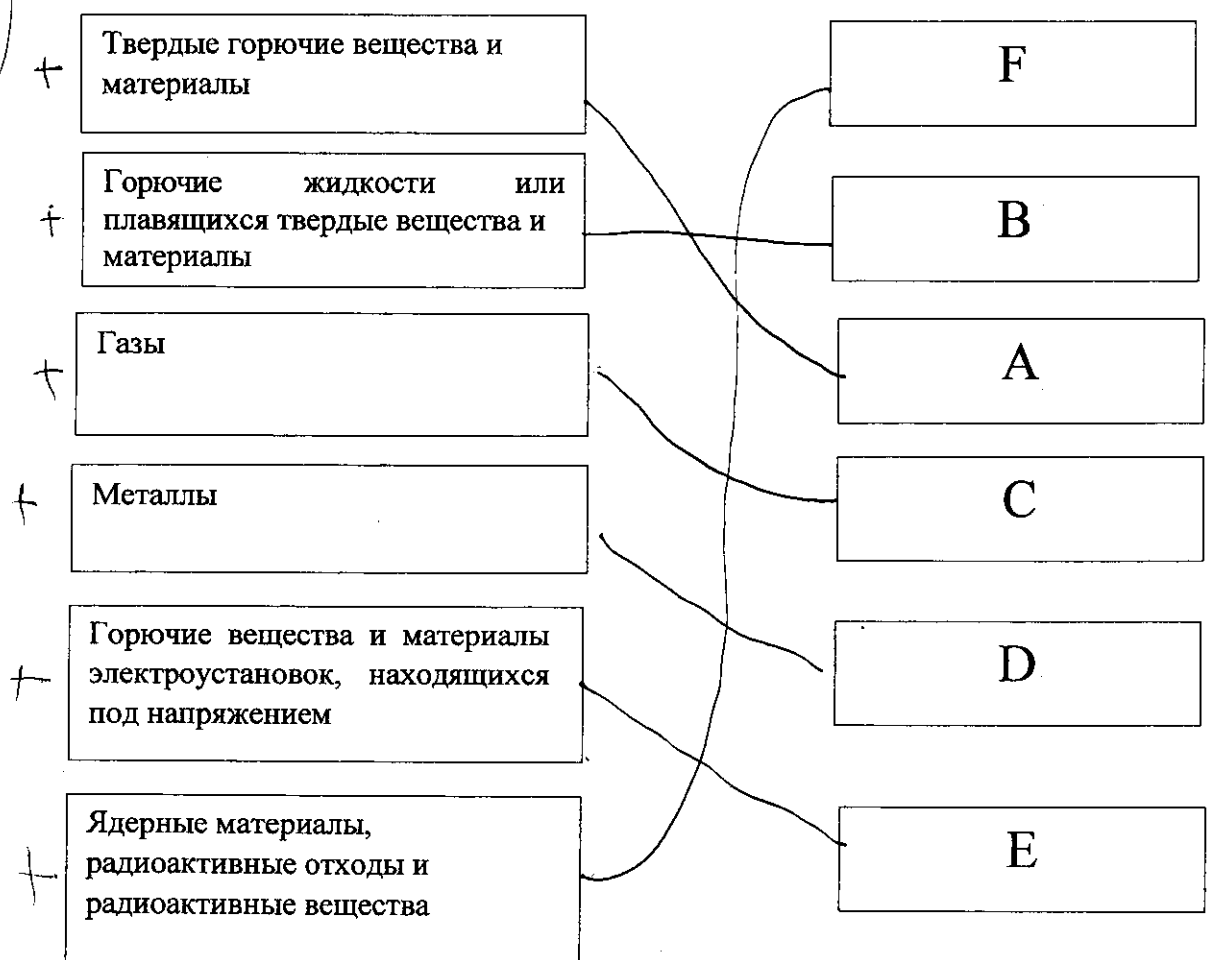 + Твердые горючие вещества и
материалы
F
+ Горючие жидкости или
плавящихся твердые вещества и
материалы
B
+ Газы
A
+ Металлы
C
+ Горючие вещества и материалы
электроустановок, находящихся
под напряжением
D
+ Ядерные материалы,
радиоактивные отходы и
радиоактивные вещества
E